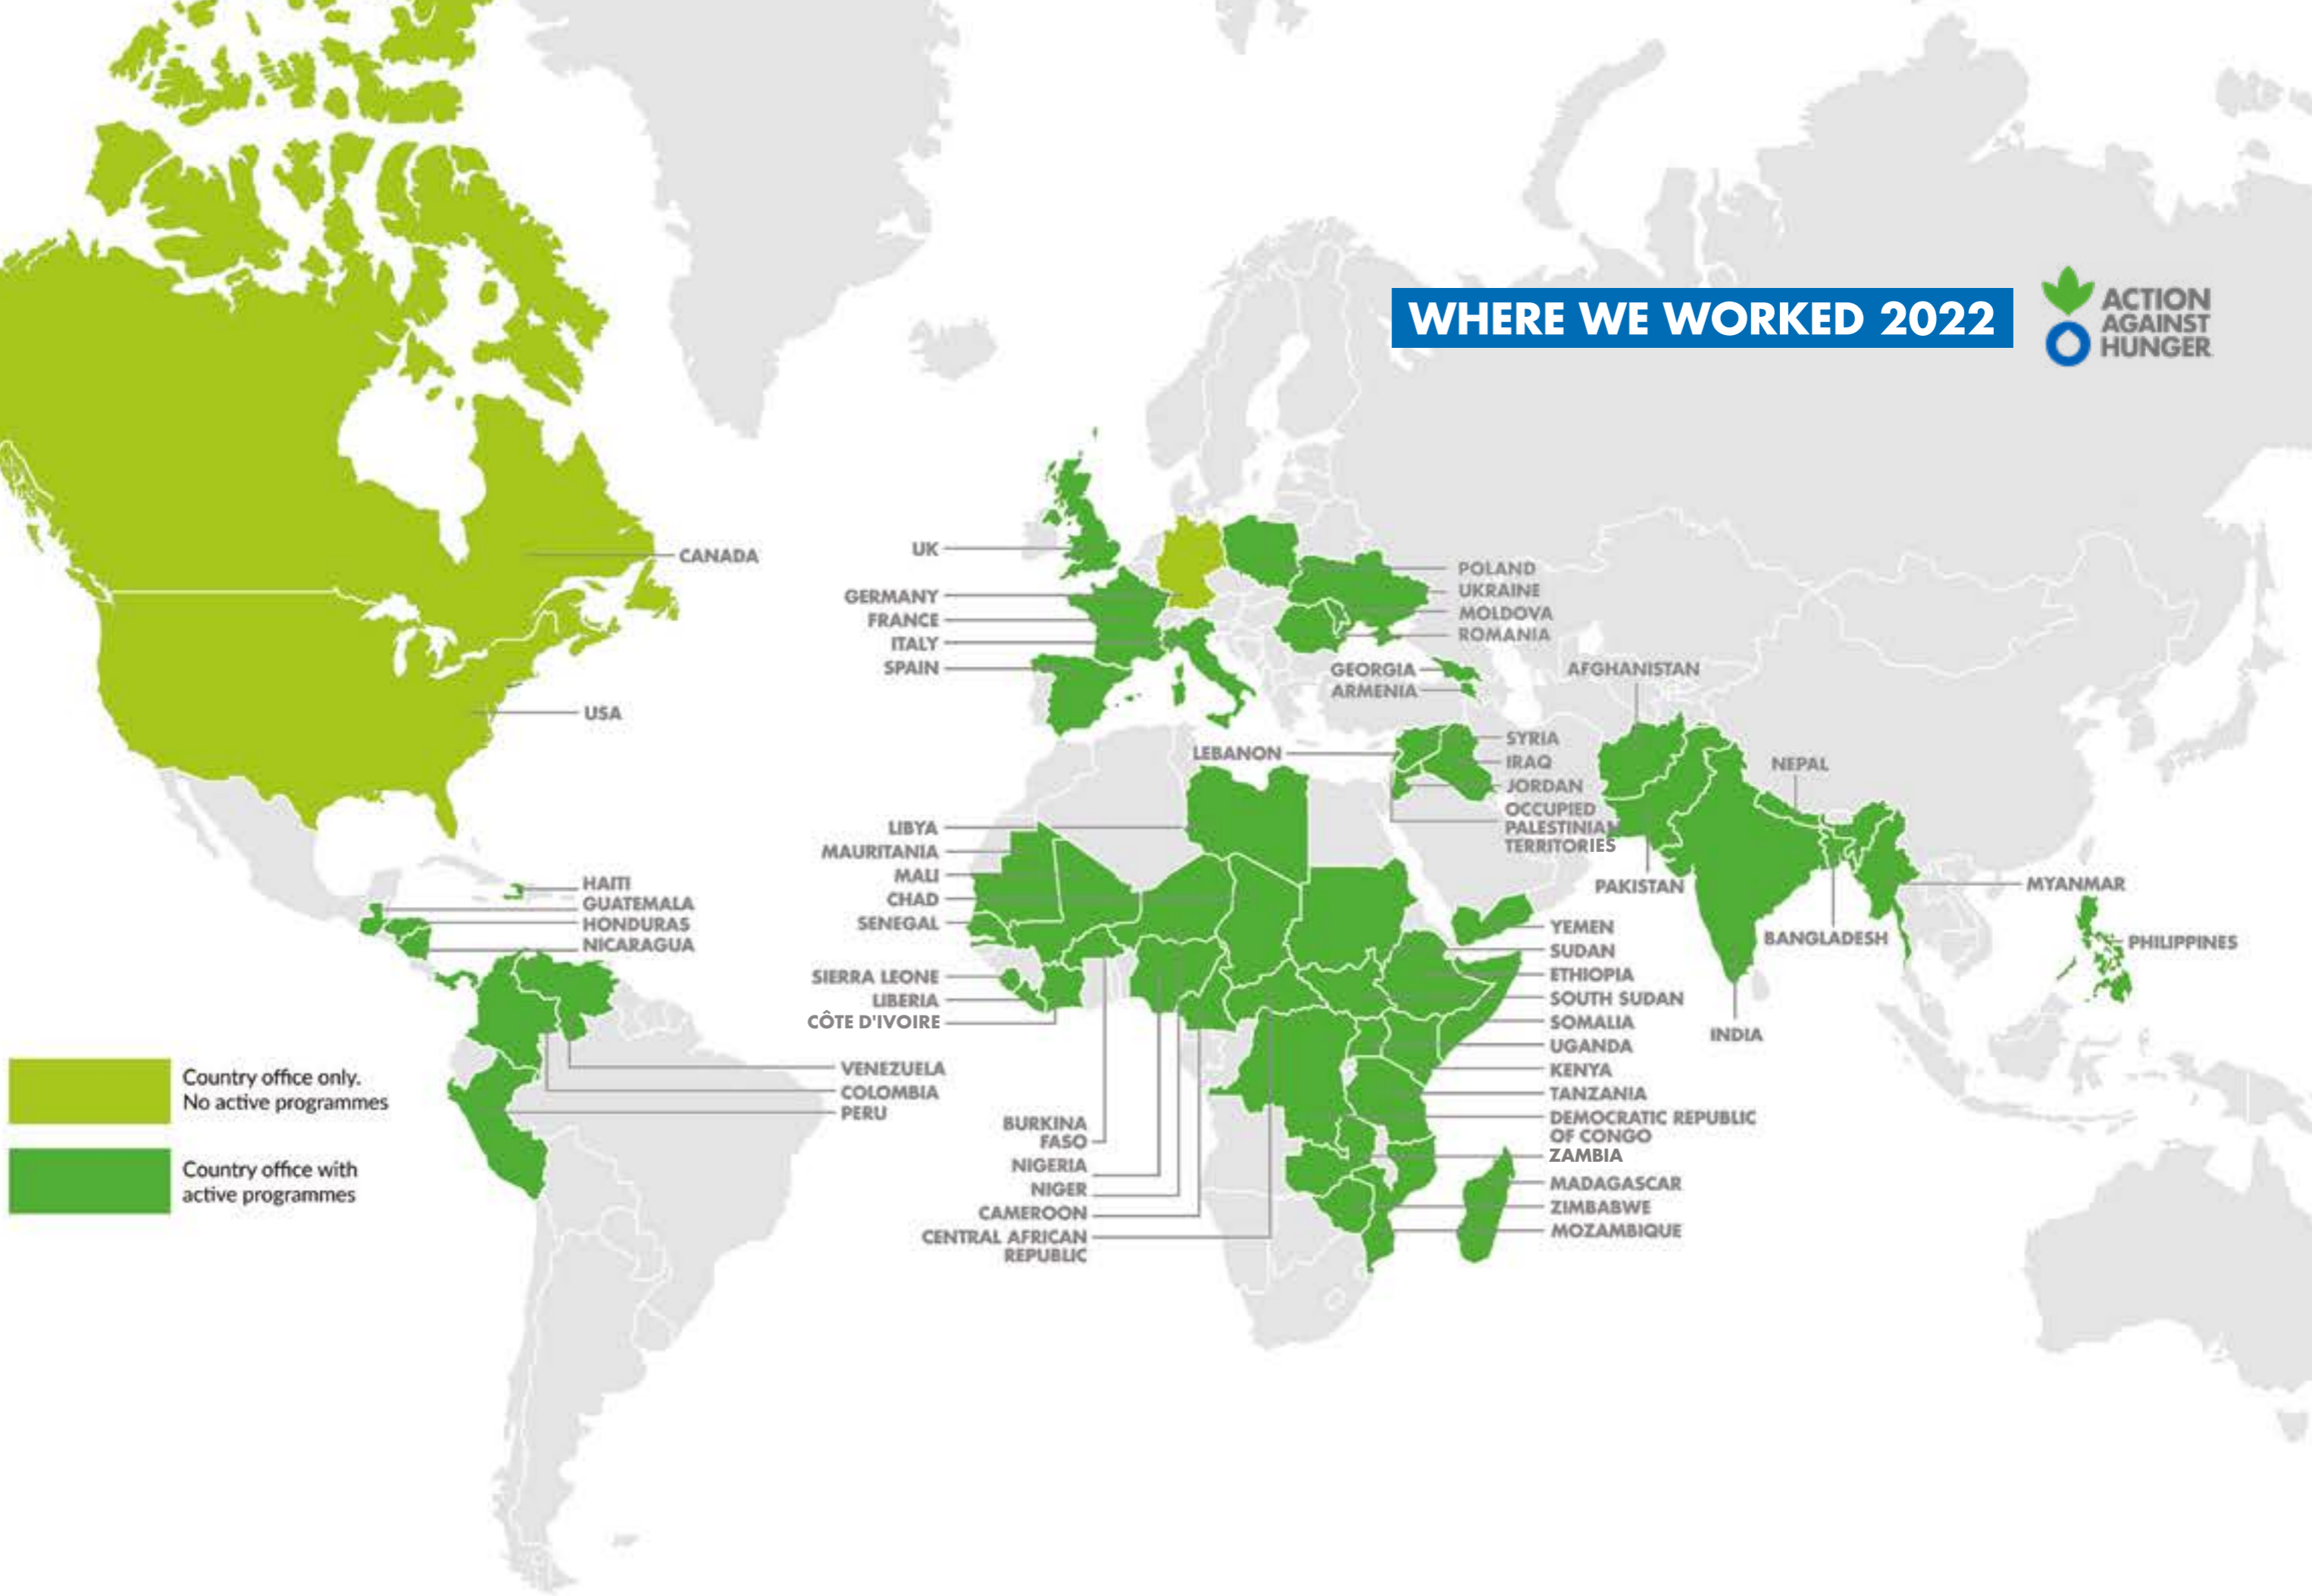 WHERE WE WORKED 2022
ACTION
AGAINST
HUNGER
CANADA
USA
UK
GERMANY
FRANCE
ITALY
SPAIN
POLAND
UKRAINE
MOLDOVA
ROMANIA
GEORGIA
ARMENIA
AFGHANISTAN
LEBANON
SYRIA
IRAQ
JORDAN
OCCUPIED
PALESTINIAN
TERRITORIES
NEPAL
PAKISTAN
BANGLADESH
INDIA
MYANMAR
PHILIPPINES
LIBYA
MAURITANIA
MALI
CHAD
SENEGAL
SIERRA LEONE
LIBERIA
CÔTE D'IVOIRE
HAITI
GUATEMALA
HONDURAS
NICARAGUA
VENEZUELA
COLOMBIA
PERU
BURKINA
FASO
NIGERIA
NIGER
CAMEROON
CENTRAL AFRICAN
REPUBLIC
YEMEN
SUDAN
ETHIOPIA
SOUTH SUDAN
SOMALIA
UGANDA
KENYA
TANZANIA
DEMOCRATIC REPUBLIC
OF CONGO
ZAMBIA
MADAGASCAR
ZIMBABWE
MOZAMBIQUE
Country office only.
No active programmes
Country office with
active programmes